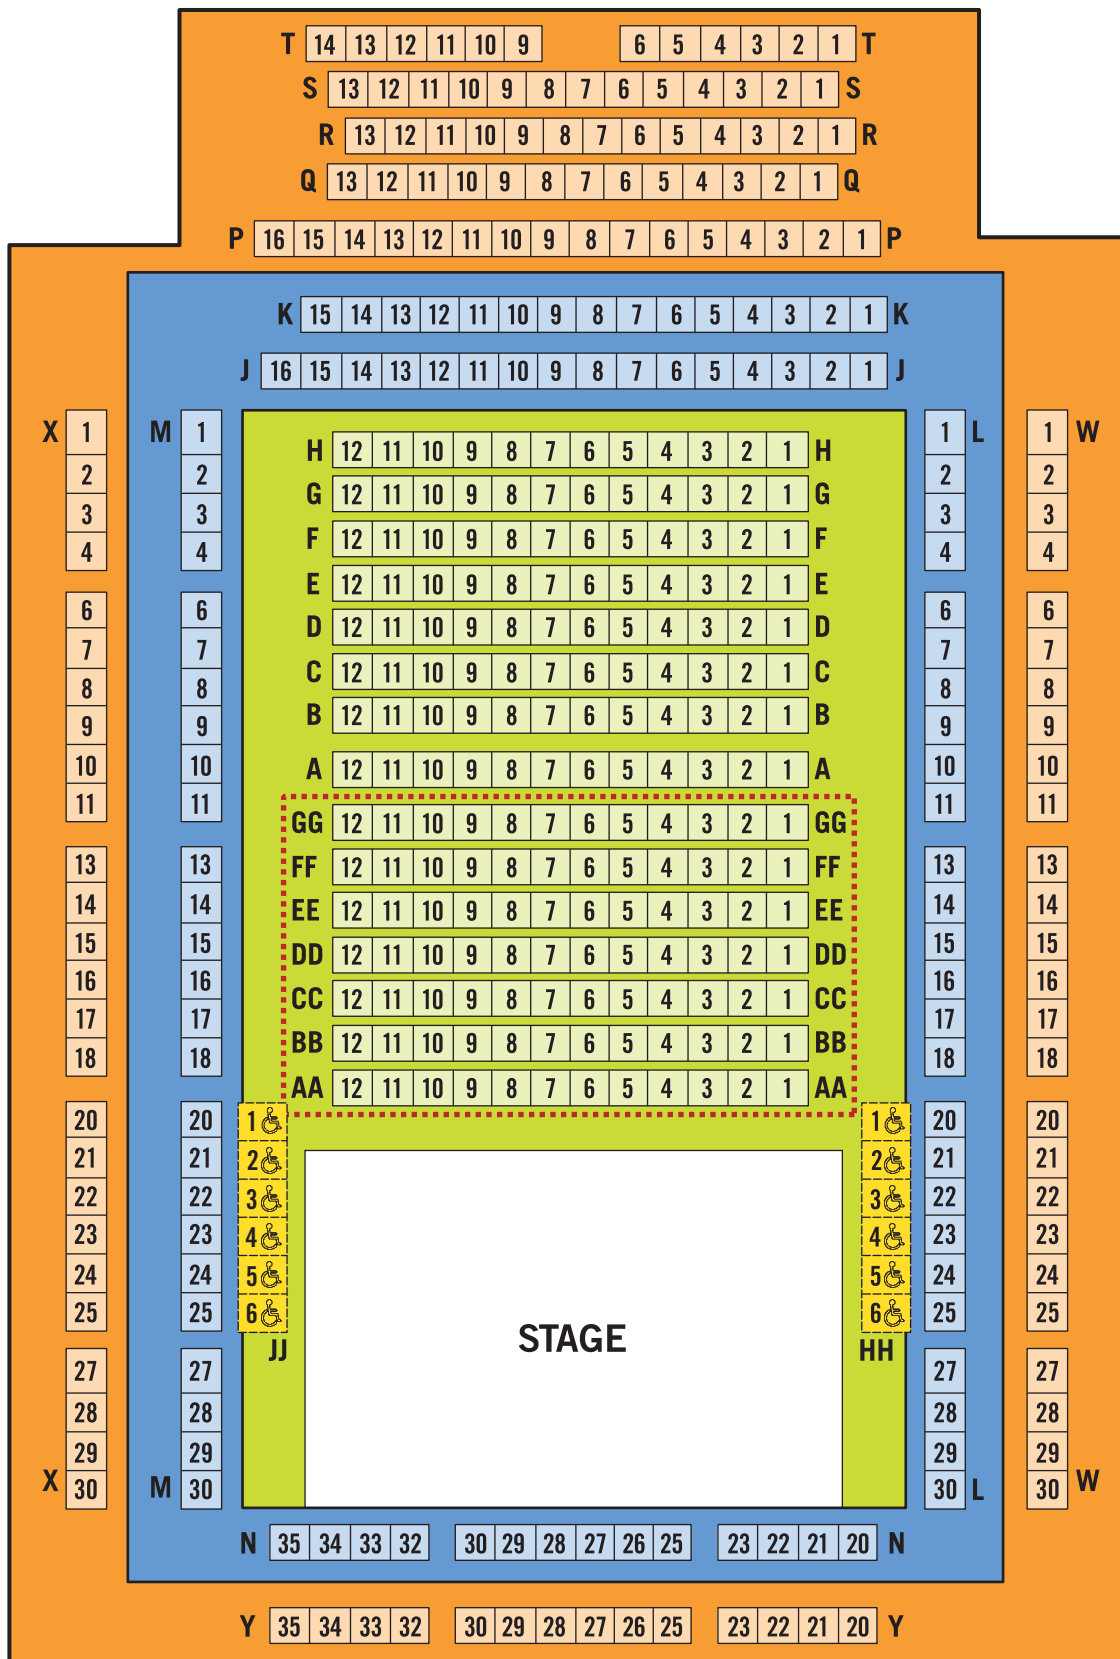 T 14 13 12 11 10 9 6 5 4 3 2 1 T
S 13 12 11 10 9 8 7 6 5 4 3 2 1 S
R 13 12 11 10 9 8 7 6 5 4 3 2 1 R
Q 13 12 11 10 9 8 7 6 5 4 3 2 1 Q
P 16 15 14 13 12 11 10 9 8 7 6 5 4 3 2 1 P
K 15 14 13 12 11 10 9 8 7 6 5 4 3 2 1 K
J 16 15 14 13 12 11 10 9 8 7 6 5 4 3 2 1 J
X 1 M 1 1 L 1 W
H 12 11 10 9 8 7 6 5 4 3 2 1 H
2 2 2 2
G 12 11 10 9 8 7 6 5 4 3 2 1 G
3 3 3 3
F 12 11 10 9 8 7 6 5 4 3 2 1 F
4 4 4 4
E 12 11 10 9 8 7 6 5 4 3 2 1 E
6 6 6 6
D 12 11 10 9 8 7 6 5 4 3 2 1 D
7 7 7 7
C 12 11 10 9 8 7 6 5 4 3 2 1 C
8 8 8 8
B 12 11 10 9 8 7 6 5 4 3 2 1 B
9 9 9 9
10 10 10 10
A 12 11 10 9 8 7 6 5 4 3 2 1 A
11 11 11 11
GG 12 11 10 9 8 7 6 5 4 3 2 1 GG
13 13 13 13
FF 12 11 10 9 8 7 6 5 4 3 2 1 FF
14 14 14 14
EE 12 11 10 9 8 7 6 5 4 3 2 1 EE
15 15 15 15
DD 12 11 10 9 8 7 6 5 4 3 2 1 DD
16 16 16 16
CC 12 11 10 9 8 7 6 5 4 3 2 1 CC
17 17 17 17
BB 12 11 10 9 8 7 6 5 4 3 2 1 BB
18 18 18 18
AA 12 11 10 9 8 7 6 5 4 3 2 1 AA
20 20 1 1 20 20
21 21 2 2 21 21
22 22 3 3 22 22
23 23 4 4 23 23
24 24 5 5 24 24
25 25 6 6 25 25
STAGE
JJ HH
27 27 27 27
28 28 28 28
29 29 29 29
X 30 M 30 30 L 30 W
N 35 34 33 32 30 29 28 27 26 25 23 22 21 20 N
Y 35 34 33 32 30 29 28 27 26 25 23 22 21 20 Y